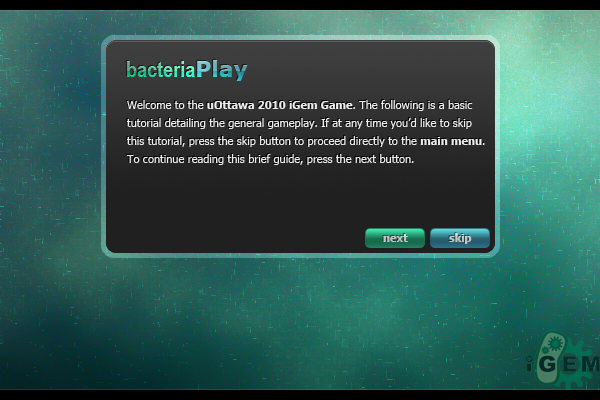 bacteriaPlay
Welcome to the uOttawa 2010 iGem Game. The following is a basic
tutorial detailing the general gameplay. If at any time you’d like to skip
this tutorial, press the skip button to proceed directly to the main menu.
To continue reading this brief guide, press the next button.
next skip
iGEM